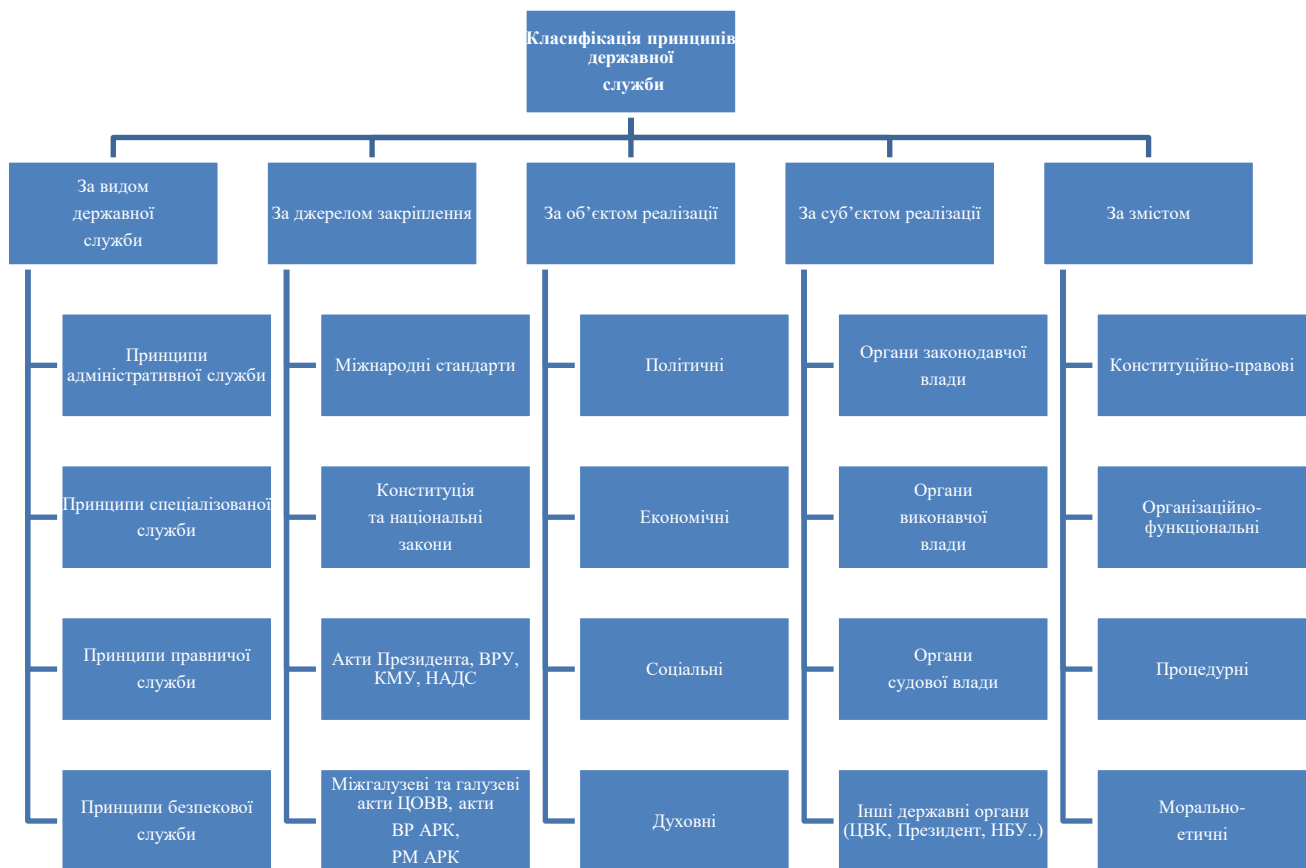 Класифікація принципів
державної
служби
За видом
державної
служби
За джерелом закріплення
За об’єктом реалізації
За суб’єктом реалізації
За змістом
Принципи
адміністративної служби
Міжнародні стандарти
Політичні
Органи законодавчої
влади
Конституційно-правові
Принципи спеціалізованої
служби
Конституція
та національні
закони
Економічні
Органи
виконавчої
влади
Організаційно-
функціональні
Принципи правничої
служби
Акти Президента, ВРУ,
КМУ, НАДС
Соціальні
Органи
судової влади
Процедурні
Принципи безпекової
служби
Міжгалузеві та галузеві
акти ЦОВВ, акти
ВР АРК,
РМ АРК
Духовні
Інші державні органи
(ЦВК, Президент, НБУ..)
Морально-
етичні